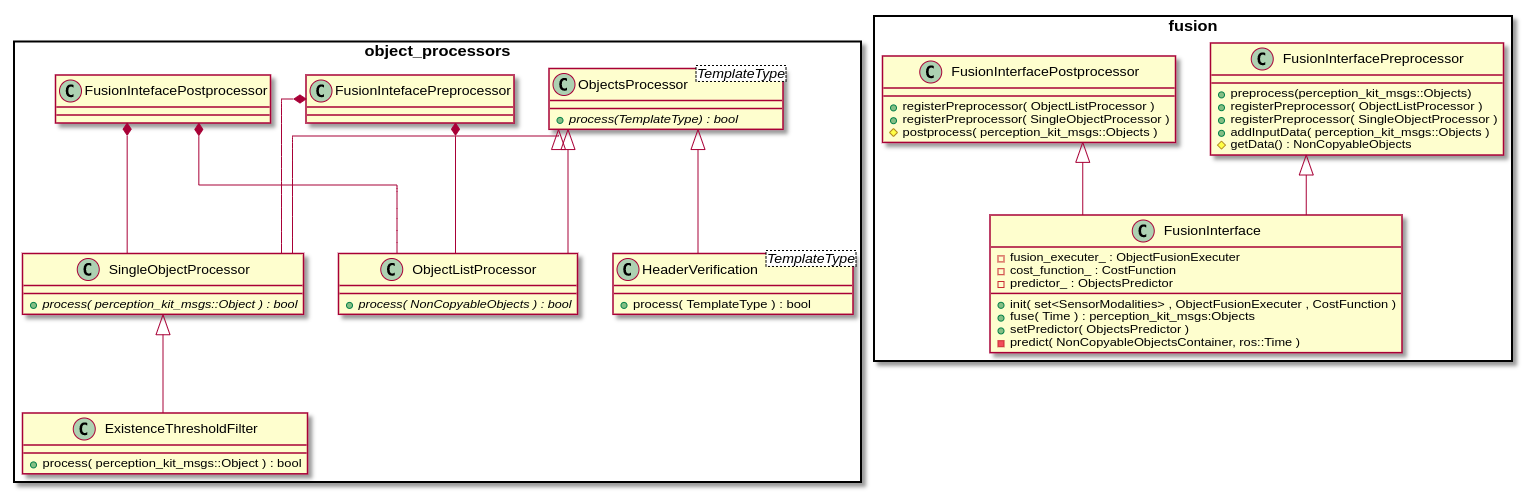 object_processors
C FusionIntefacePostprocessor
C FusionIntefacePreprocessor
C ObjectsProcessor
TemplateType
process(TemplateType) : bool
C SingleObjectProcessor
process( perception_kit_msgs::Object ) : bool
C ObjectListProcessor
process( NonCopyableObjects ) : bool
C HeaderVerification
TemplateType
process( TemplateType ) : bool
C ExistenceThresholdFilter
process( perception_kit_msgs::Object ) : bool
fusion
C FusionInterfacePostprocessor
registerPreprocessor( ObjectListProcessor )
registerPreprocessor( SingleObjectProcessor )
postprocess( perception_kit_msgs::Objects )
C FusionInterfacePreprocessor
preprocess(perception_kit_msgs::Objects)
registerPreprocessor( ObjectListProcessor )
registerPreprocessor( SingleObjectProcessor )
addInputData( perception_kit_msgs::Objects )
getData() : NonCopyableObjects
C FusionInterface
fusion_executer_ : ObjectFusionExecuter
cost_function_ : CostFunction
predictor_ : ObjectsPredictor
init( set<SensorModalities> , ObjectFusionExecuter , CostFunction )
fuse( Time ) : perception_kit_msgs:Objects
setPredictor( ObjectsPredictor )
predict( NonCopyableObjectsContainer, ros::Time )